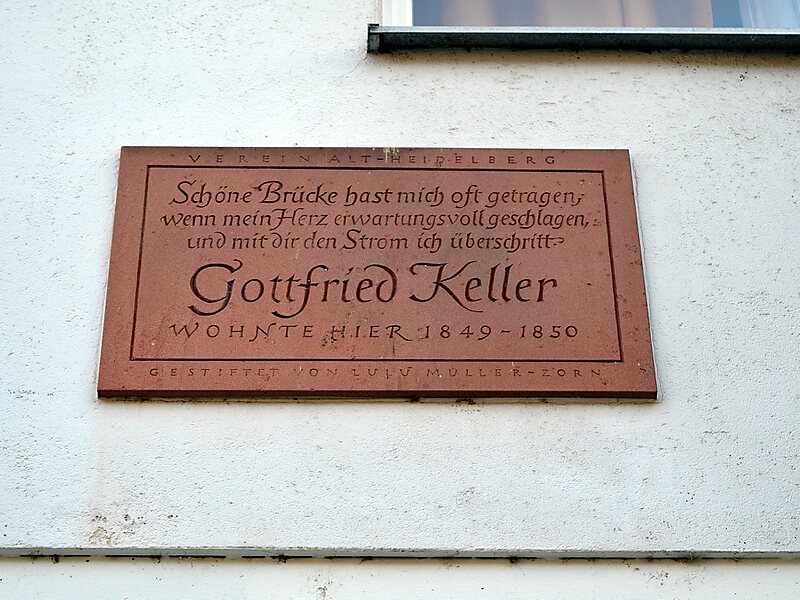 VEREIN ALT-HEIDELBERG
Schöne Brücke hast mich oft getragen,
wenn mein Herz erwartungsvoll geschlagen,
und mit dir den Strom ich überschritt-
Gottfried Keller
WOHNTE HIER 1849-1850
GESTIFTET VON LULU MÜLLER-ZORN